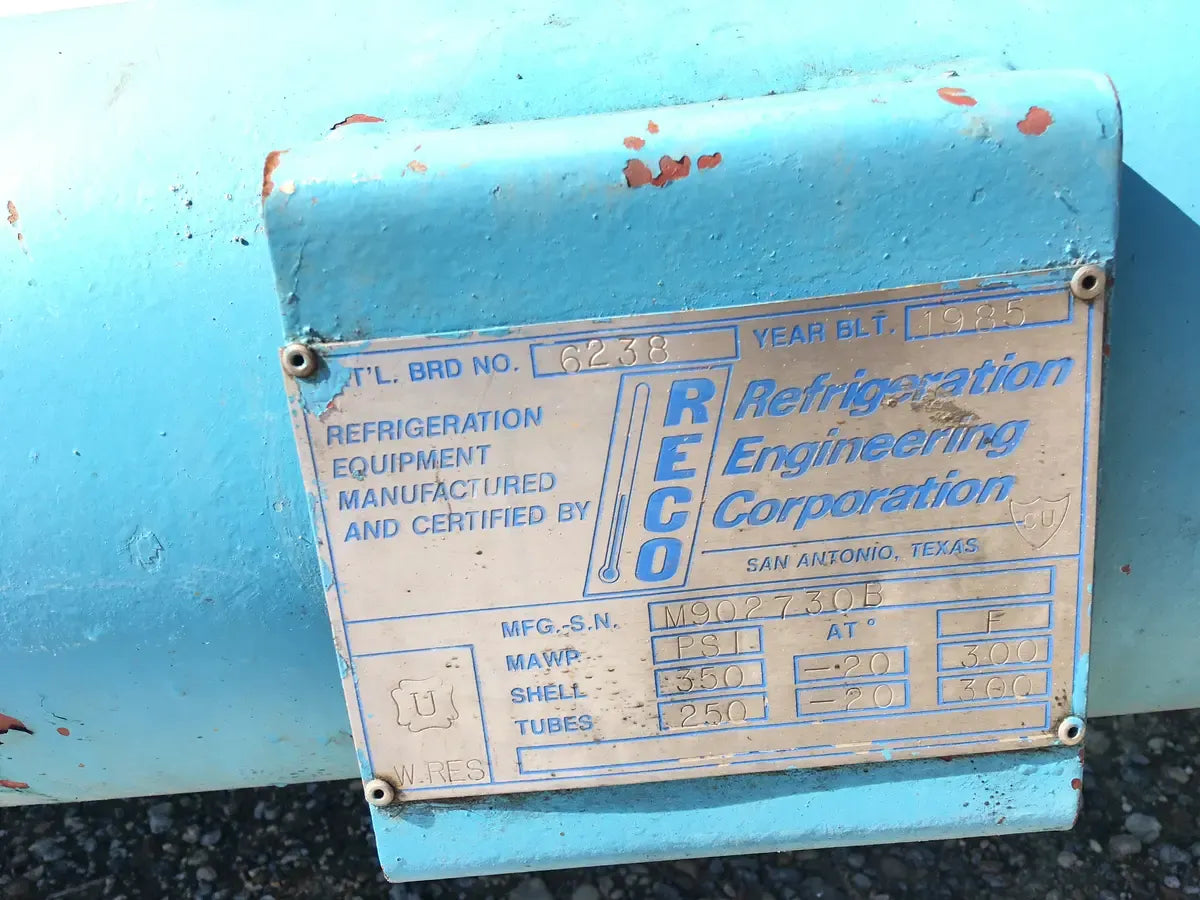 T'L. BRD NO. 6238 YEAR BLT. 1985
REFRIGERATION
EQUIPMENT
MANUFACTURED
AND CERTIFIED BY
RECO
Refrigeration
Engineering
Corporation
SAN ANTONIO, TEXAS
CU
MFG.-S.N. M902730B
MAWP PSI AT° F
SHELL 350 -20 300
TUBES 250 -20 300
U
W.RES